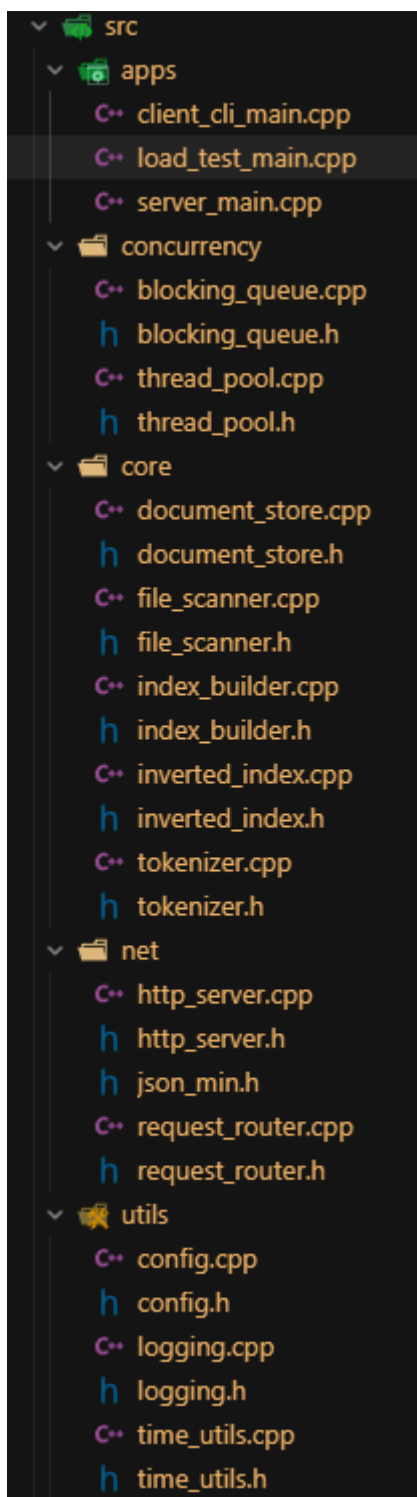 src
apps
C++ client_cli_main.cpp
C++ load_test_main.cpp
C++ server_main.cpp
concurrency
C++ blocking_queue.cpp
h blocking_queue.h
C++ thread_pool.cpp
h thread_pool.h
core
C++ document_store.cpp
h document_store.h
C++ file_scanner.cpp
h file_scanner.h
C++ index_builder.cpp
h index_builder.h
C++ inverted_index.cpp
h inverted_index.h
C++ tokenizer.cpp
h tokenizer.h
net
C++ http_server.cpp
h http_server.h
h json_min.h
C++ request_router.cpp
h request_router.h
utils
C++ config.cpp
h config.h
C++ logging.cpp
h logging.h
C++ time_utils.cpp
h time_utils.h